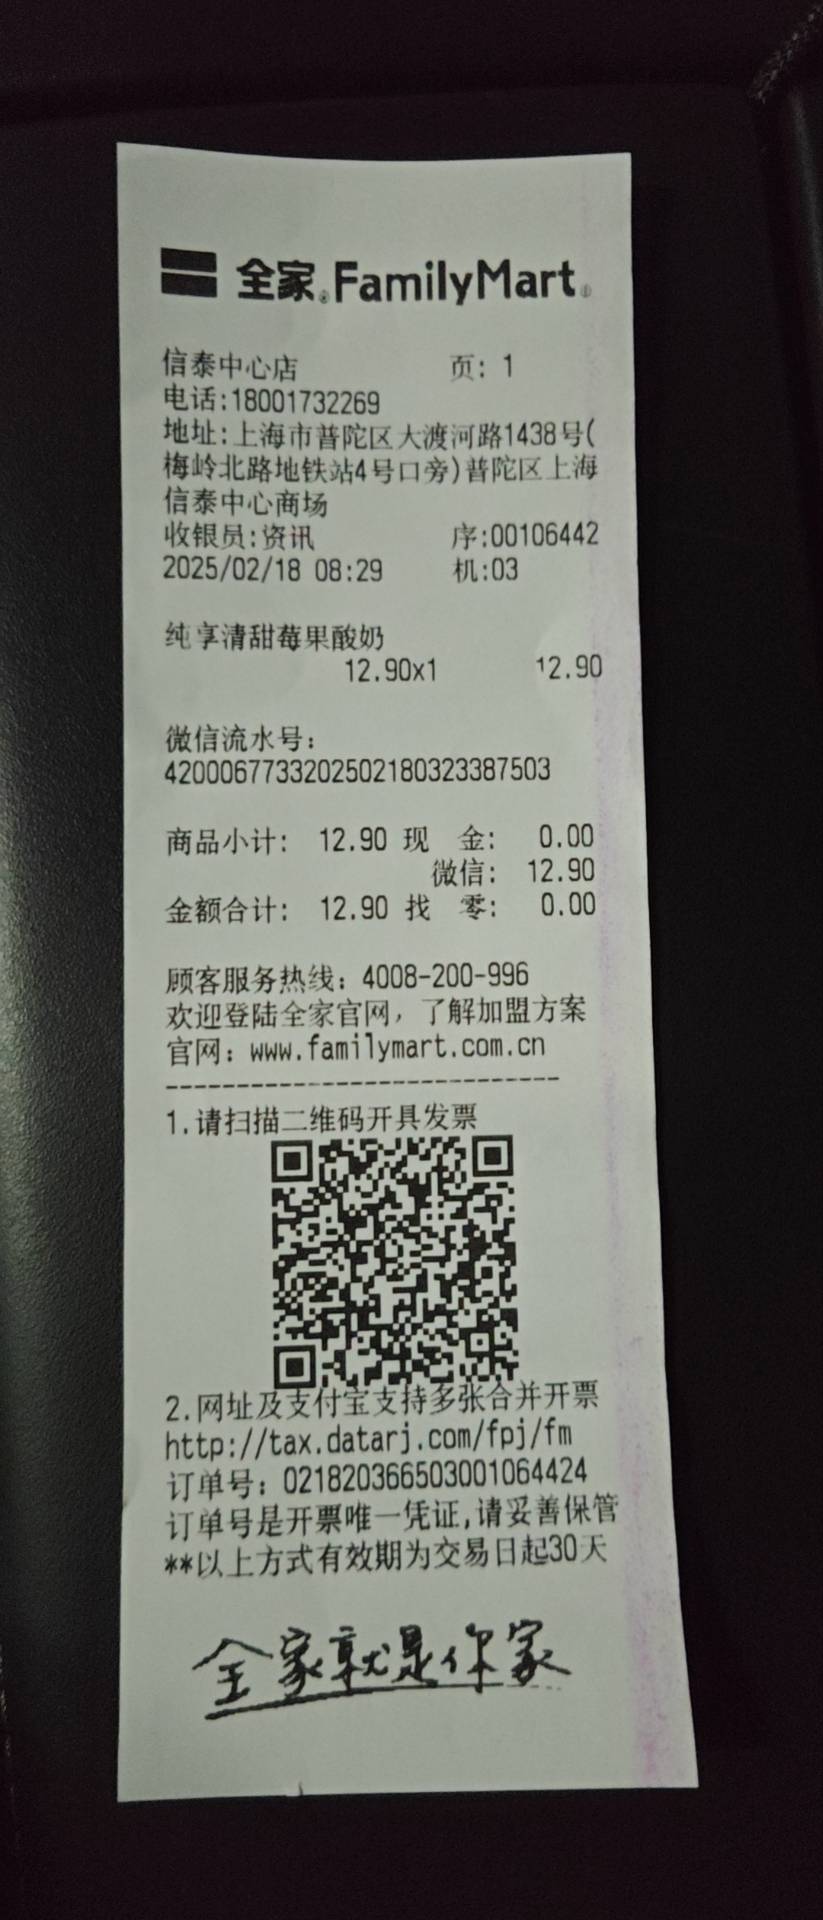 全家 FamilyMart
信泰中心店 页: 1
电话:18001732269
地址:上海市普陀区大渡河路1438号(
梅岭北路地铁站4号口旁)普陀区上海
信泰中心商场
收银员:资讯 序:00106442
2025/02/18 08:29 机:03
纯享清甜莓果酸奶
12.90x1 12.90
微信流水号:
4200067733202502180323387503
商品小计: 12.90 现 金: 0.00
微信: 12.90
金额合计: 12.90 找 零: 0.00
顾客服务热线: 4008-200-996
欢迎登陆全家官网，了解加盟方案
官网: www.familymart.com.cn
----------------------------
1.请扫描二维码开具发票
2.网址及支付宝支持多张合并开票
http://tax.datarj.com/fpj/fm
订单号: 021820366503001064424
订单号是开票唯一凭证,请妥善保管
**以上方式有效期为交易日起30天
全家就是你家